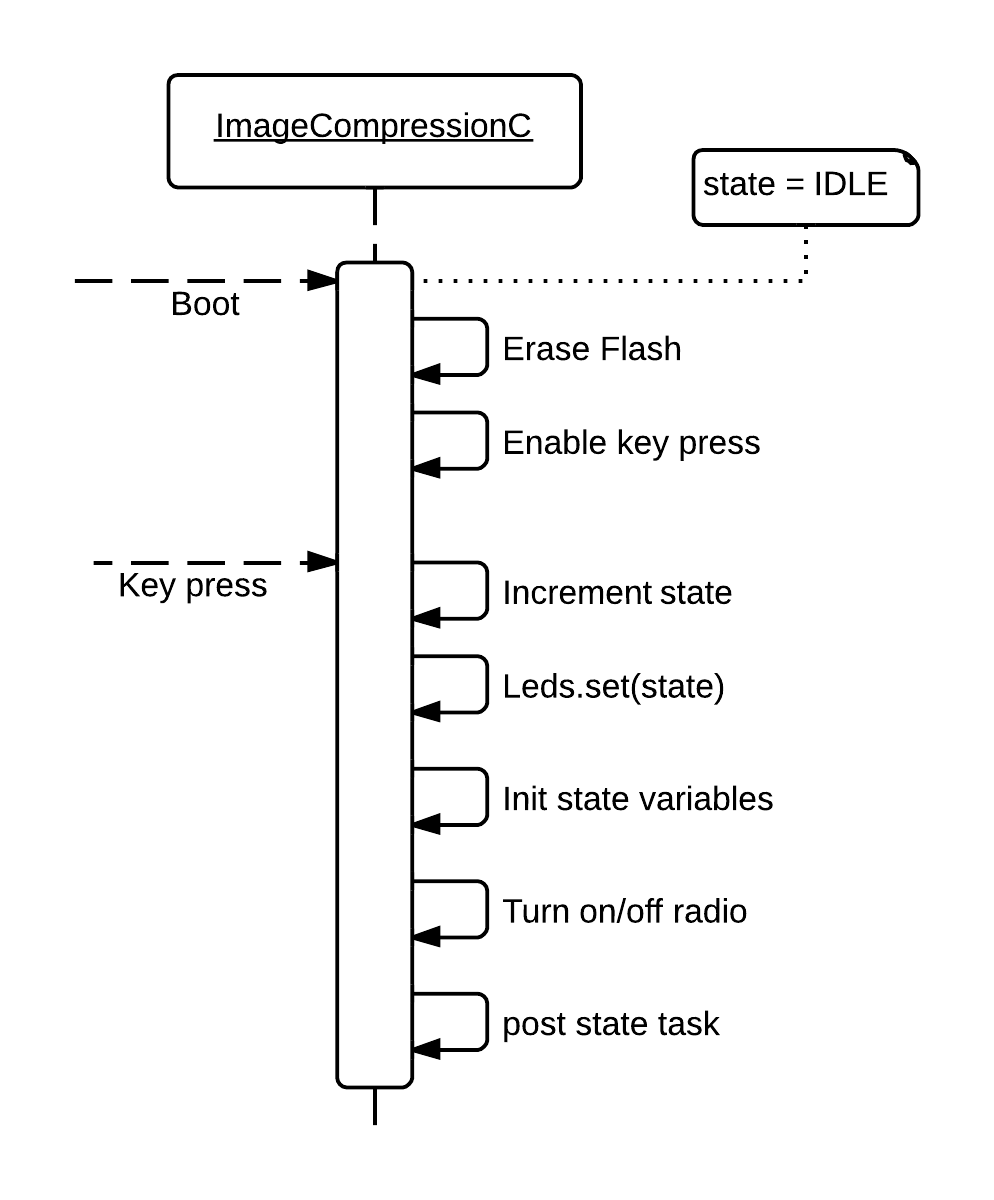 ImageCompressionC
state = IDLE
Boot
Erase Flash
Enable key press
Key press
Increment state
Leds.set(state)
Init state variables
Turn on/off radio
post state task